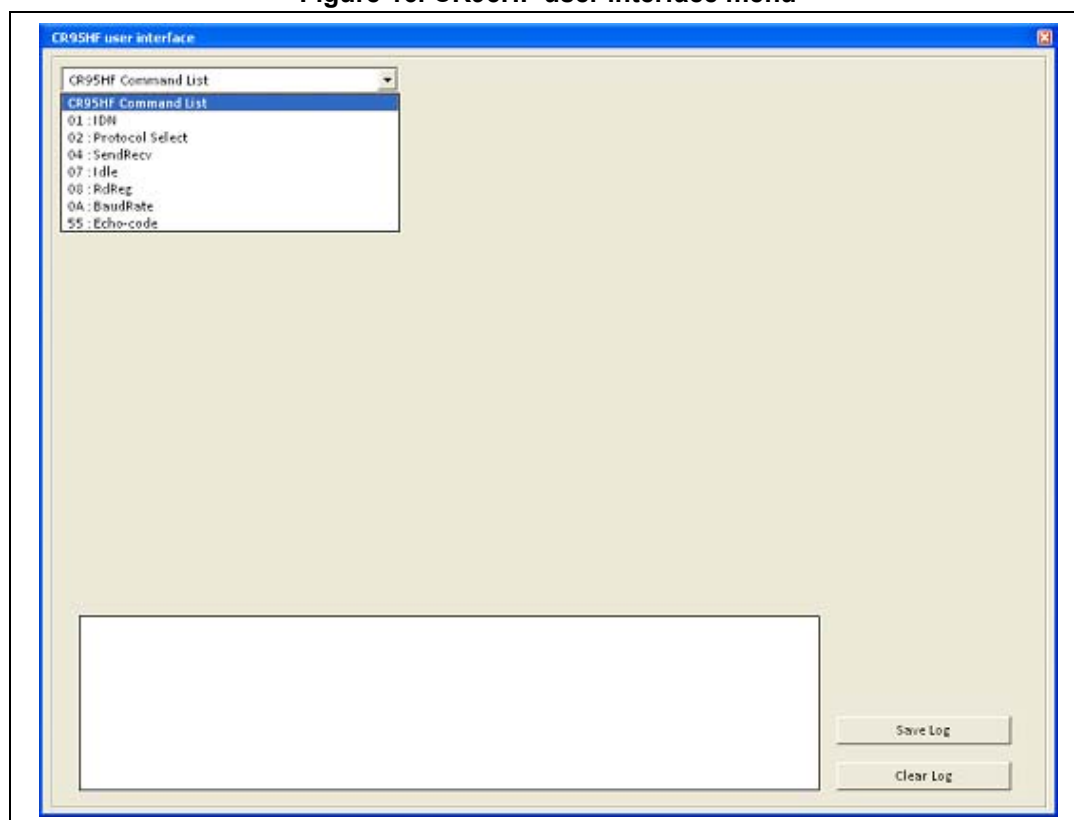 CR95HF user interface
CR95HF Command List
CR95HF Command List
01 : IDN
02 : Protocol Select
04 : SendRecv
07 : Idle
08 : RdReg
0A : BaudRate
55 : Echo-code
Save Log
Clear Log